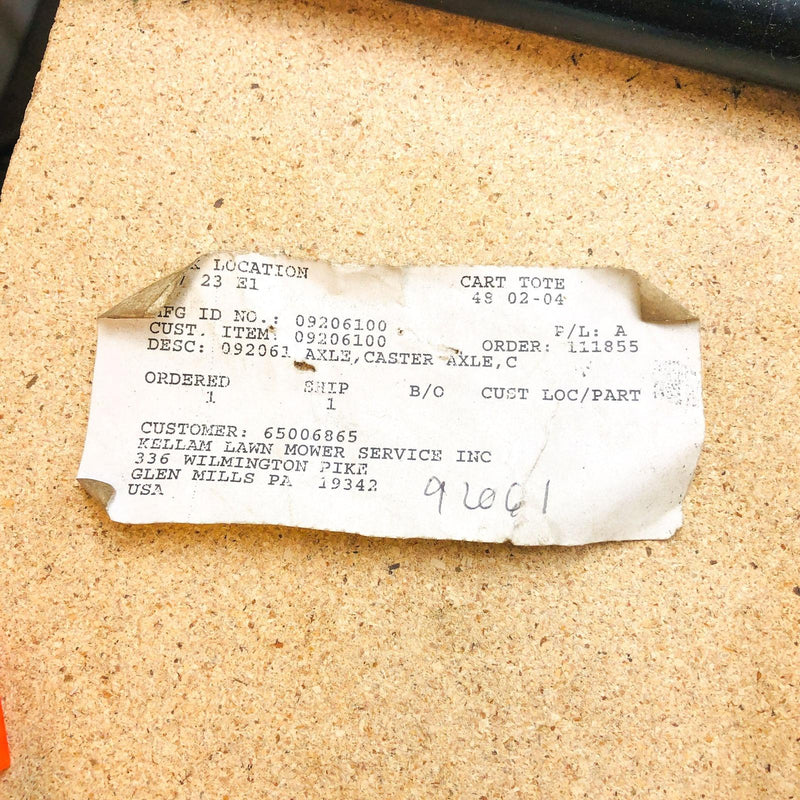 LOCATION CART TOTE
23 E1 48 02-04
MFG ID NO.: 09206100 P/L: A
CUST. ITEM: 09206100 ORDER: 111855
DESC: 092061 AXLE,CASTER AXLE,C
ORDERED SHIP B/O CUST LOC/PART
1 1
CUSTOMER: 65006865
KELLAM LAWN MOWER SERVICE INC
336 WILMINGTON PIKE
GLEN MILLS PA 19342
USA
92061